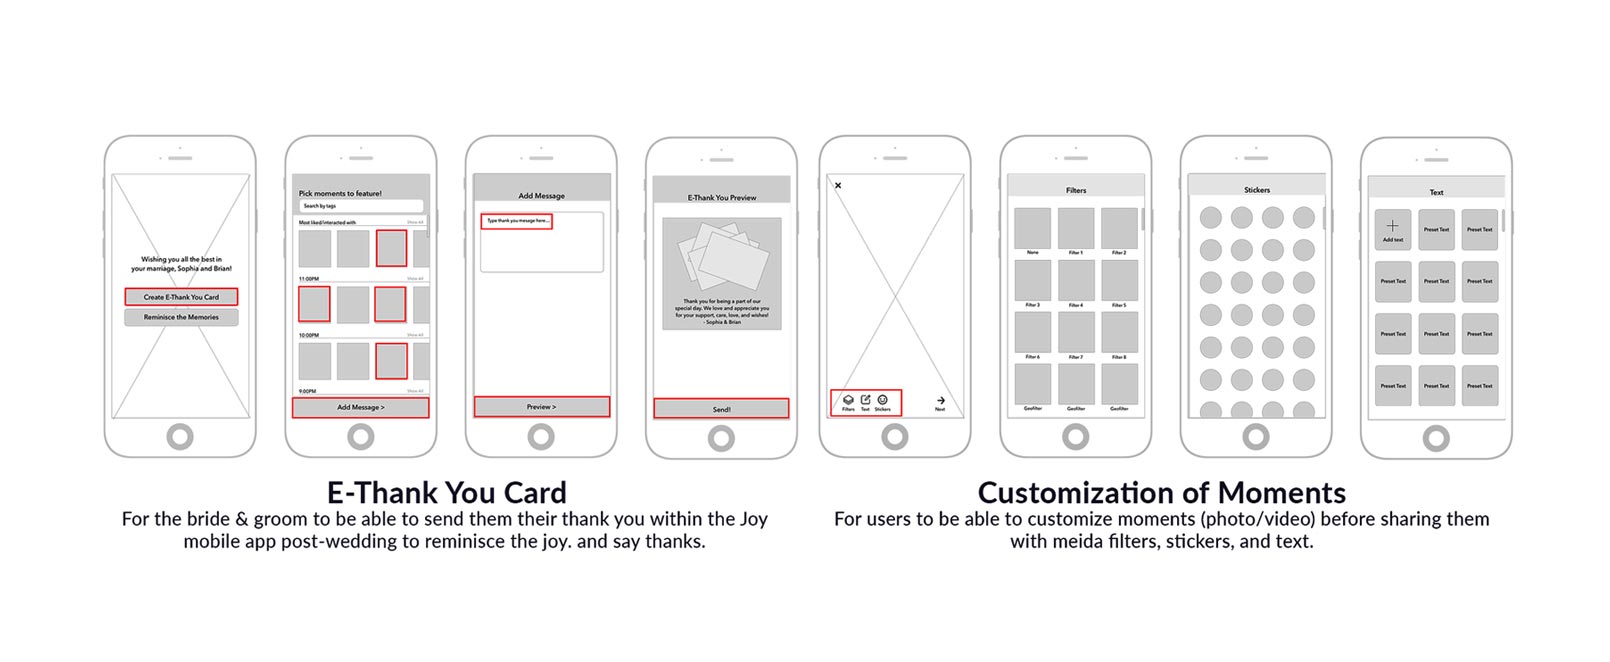 Wishing you all the best in
your marriage, Sophia and Brian!
Create E-Thank You Card
Reminisce the Memories
Pick moments to feature!
Search by tags
Most liked/interacted with
Show All
11:00PM
Show All
10:00PM
Show All
9:00PM
Show All
Add Message >
Add Message
Type thank you mesage here...
Preview >
E-Thank You Preview
Thank you for being a part of our
special day. We love and appreciate you
for your support, care, love, and wishes!
- Sophia & Brian
Send!
Filters
Text
Stickers
Next
Filters
None
Filter 1
Filter 2
Filter 3
Filter 4
Filter 5
Filter 6
Filter 7
Filter 8
Geofilter
Geofilter
Geofilter
Stickers
Text
Add text
Preset Text
Preset Text
Preset Text
Preset Text
Preset Text
Preset Text
Preset Text
Preset Text
Preset Text
Preset Text
Preset Text
E-Thank You Card
For the bride & groom to be able to send them their thank you within the Joy
mobile app post-wedding to reminisce the joy. and say thanks.
Customization of Moments
For users to be able to customize moments (photo/video) before sharing them
with meida filters, stickers, and text.